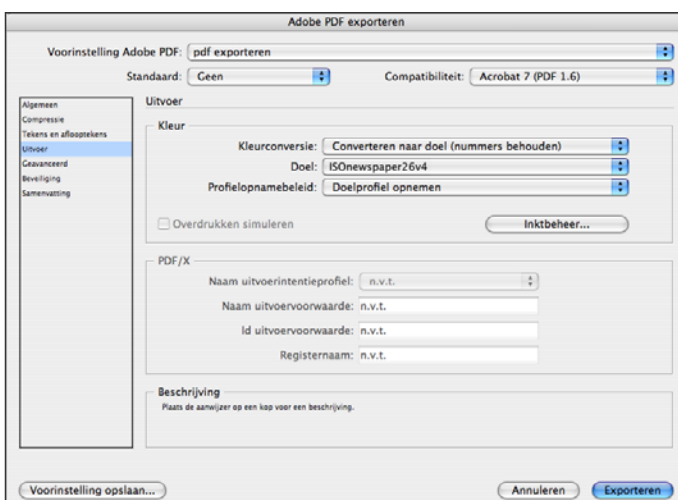 Adobe PDF exporteren
Voorinstelling Adobe PDF: pdf exporteren
Standaard: Geen Compatibiliteit: Acrobat 7 (PDF 1.6)
Algemeen
Compressie
Tekens en aflooptekens
Uitvoer
Geavanceerd
Beveiliging
Samenvatting
Uitvoer
Kleur
Kleurconversie: Converteren naar doel (nummers behouden)
Doel: ISOnewspaper26v4
Profielopnamebeleid: Doelprofiel opnemen
Overdrukken simuleren Inktbeheer...
PDF/X
Naam uitvoerintentieprofiel: n.v.t.
Naam uitvoervoorwaarde: n.v.t.
Id uitvoervoorwaarde: n.v.t.
Registernaam: n.v.t.
Beschrijving
Plaats de aanwijzer op een kop voor een beschrijving.
Voorinstelling opslaan... Annuleren Exporteren